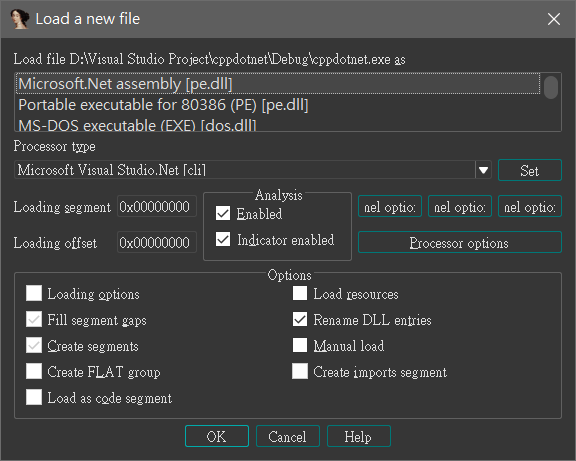 Load a new file
Load file D:\Visual Studio Project\cppdotnet\Debug\cppdotnet.exe as
Microsoft.Net assembly [pe.dll]
Portable executable for 80386 (PE) [pe.dll]
MS-DOS executable (EXE) [dos.dll]
Processor type
Microsoft Visual Studio.Net [cli]
Set
Analysis
Loading segment 0x00000000
Enabled
nel optio: nel optio: nel optio:
Loading offset 0x00000000
Indicator enabled
Processor options
Options
Loading options
Load resources
Fill segment gaps
Rename DLL entries
Create segments
Manual load
Create FLAT group
Create imports segment
Load as code segment
OK Cancel Help